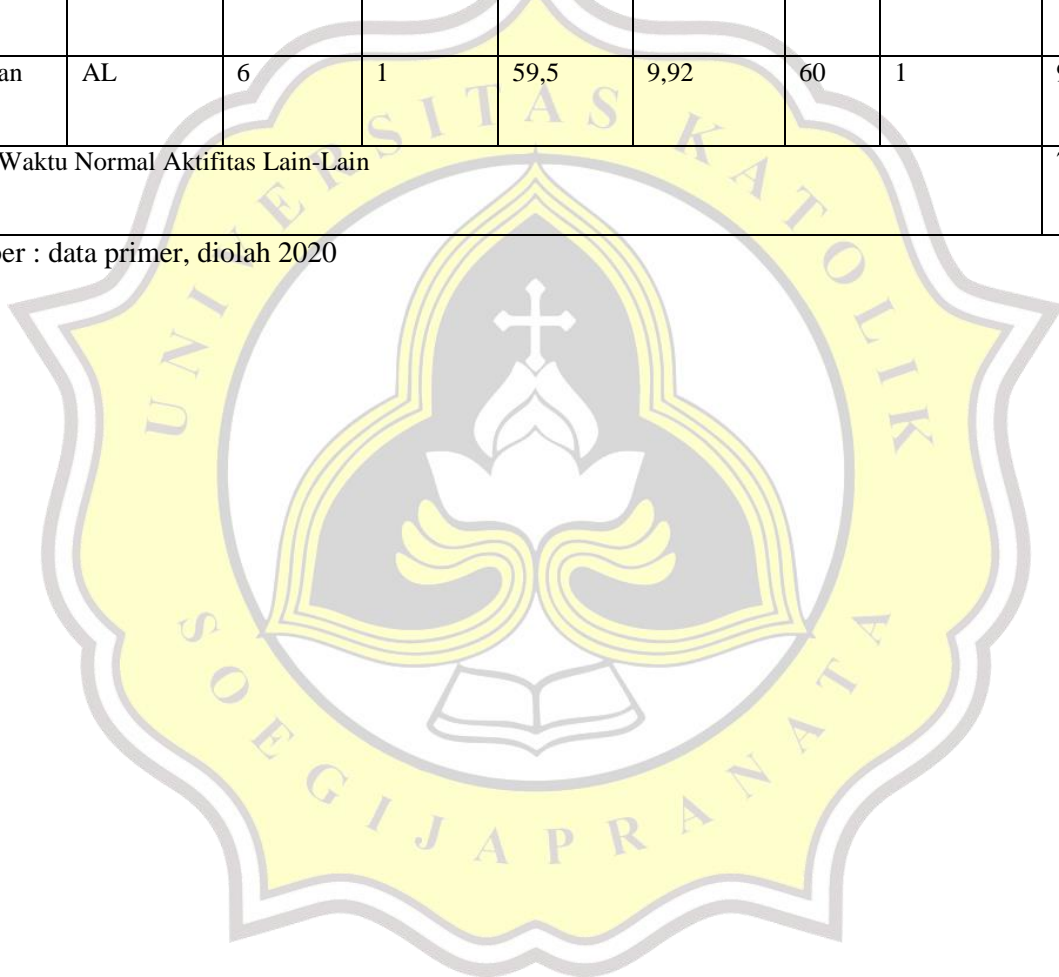 an AL 6 1 59,5 9,92 60 1
Waktu Normal Aktifitas Lain-Lain
er : data primer, diolah 2020
UNIVERSITAS KATOLIK
SOEGIJAPRANATA